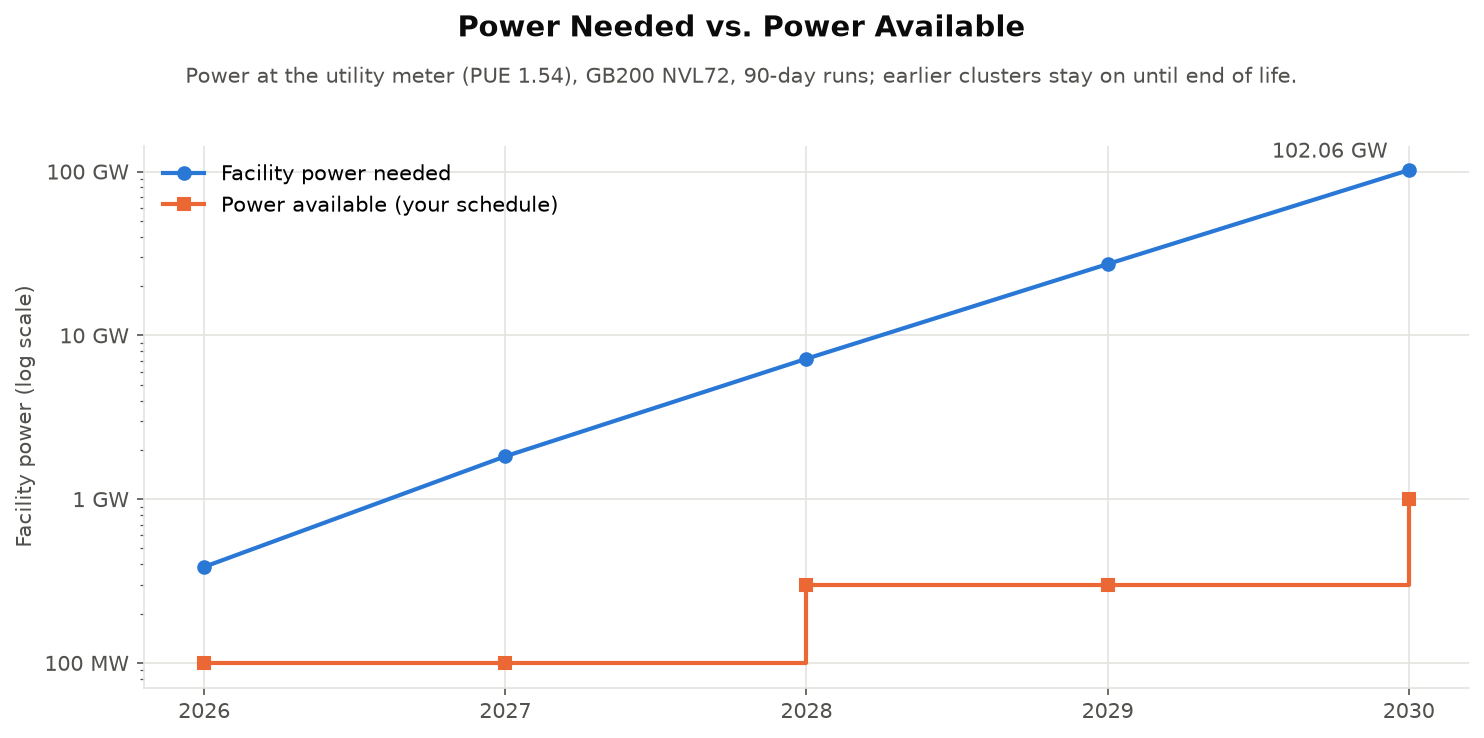 Power Needed vs. Power Available
Power at the utility meter (PUE 1.54), GB200 NVL72, 90-day runs; earlier clusters stay on until end of life.
102.06 GW
Facility power needed
Power available (your schedule)
Facility power (log scale)
100 GW
10 GW
1 GW
100 MW
2026
2027
2028
2029
2030